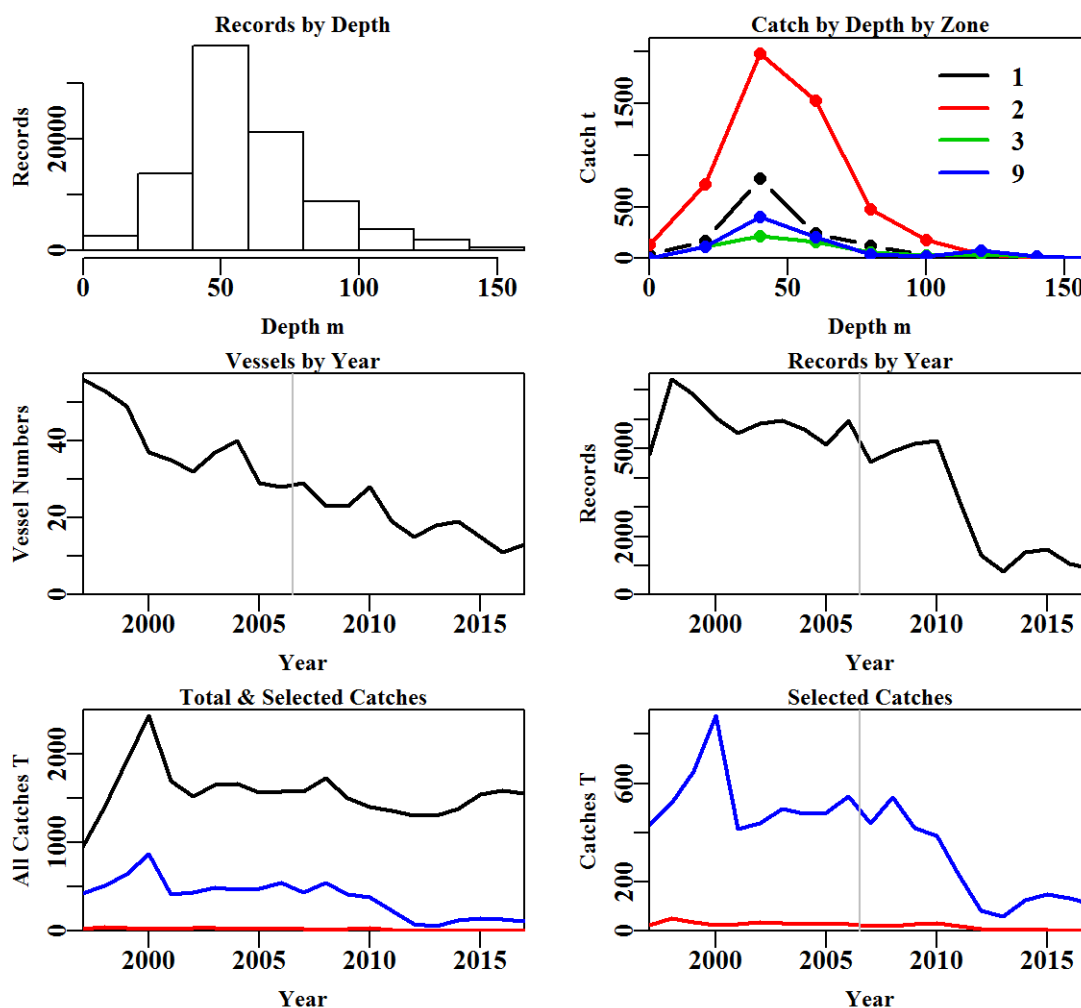 Records by Depth
Records
0 20000
0 50 100 150
Depth m
Catch by Depth by Zone
Catch t
0 500 1500
1
2
3
9
0 50 100 150
Depth m
Vessels by Year
Vessel Numbers
0 20 40
2000 2005 2010 2015
Year
Records by Year
Records
0 2000 5000
2000 2005 2010 2015
Year
Total & Selected Catches
All Catches T
0 1000 2000
2000 2005 2010 2015
Year
Selected Catches
Catches T
0 200 600
2000 2005 2010 2015
Year